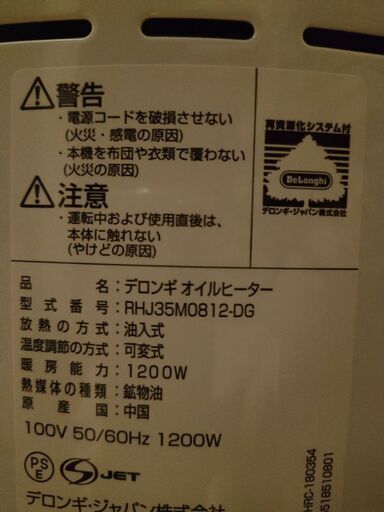 警告
・電源コードを破損させない
(火災・感電の原因)
・本機を布団や衣類で覆わない
(火災の原因)
注意
・運転中および使用直後は、
本体に触れない
(やけどの原因)
再資源化システム付
DeLonghi
デロンギ・ジャパン株式会社
品名：デロンギ オイルヒーター
型式番号：RHJ35M0812-DG
放熱の方式：油入式
温度調節の方式：可変式
暖房能力：1200W
熱媒体の種類：鉱物油
原産国：中国
100V 50/60Hz 1200W
PS
E
S JET
デロンギ・ジャパン株式会社
HRC-180354
518510801